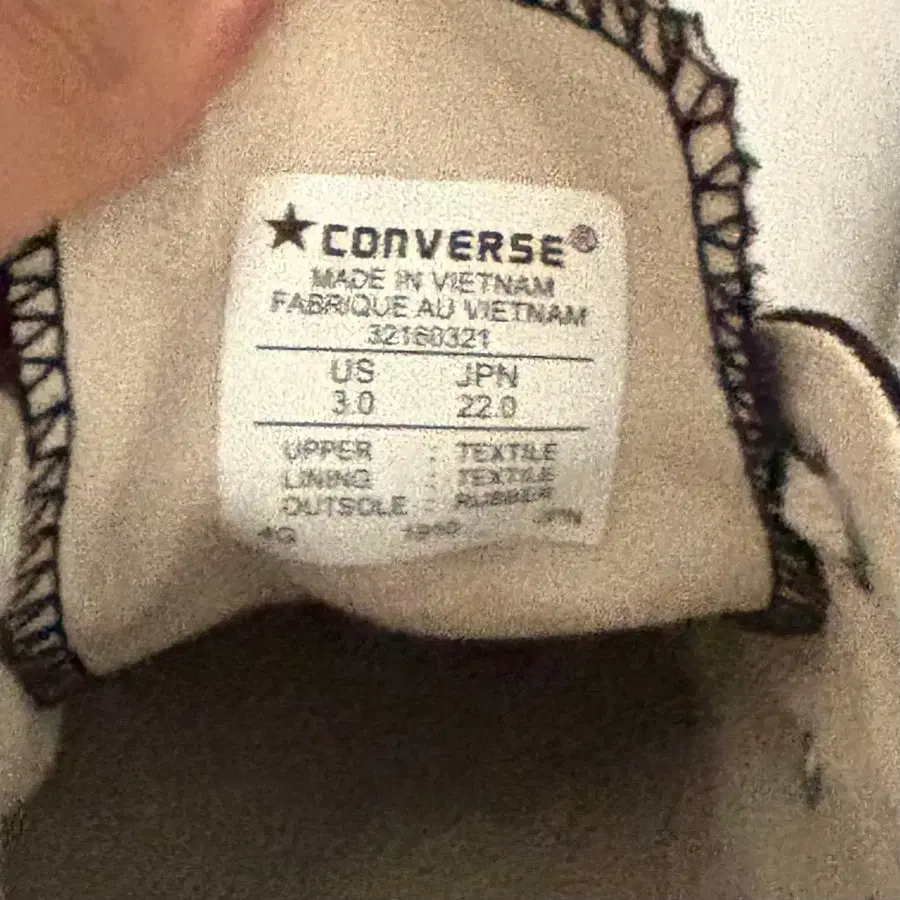 ★CONVERSE®
MADE IN VIETNAM
FABRIQUE AU VIETNAM
32160321
US JPN
3.0 22.0
UPPER : TEXTILE
LINING : TEXTILE
OUTSOLE : RUBBER
JPN